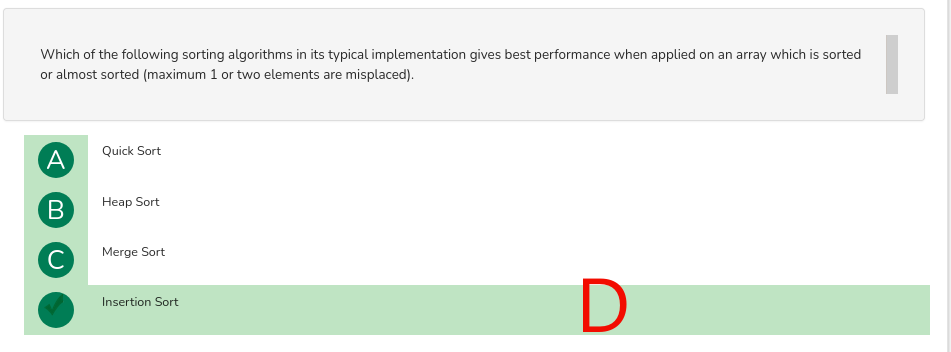 Which of the following sorting algorithms in its typical implementation gives best performance when applied on an array which is sorted
or almost sorted (maximum 1 or two elements are misplaced).
A Quick Sort
B Heap Sort
C Merge Sort
Insertion Sort D